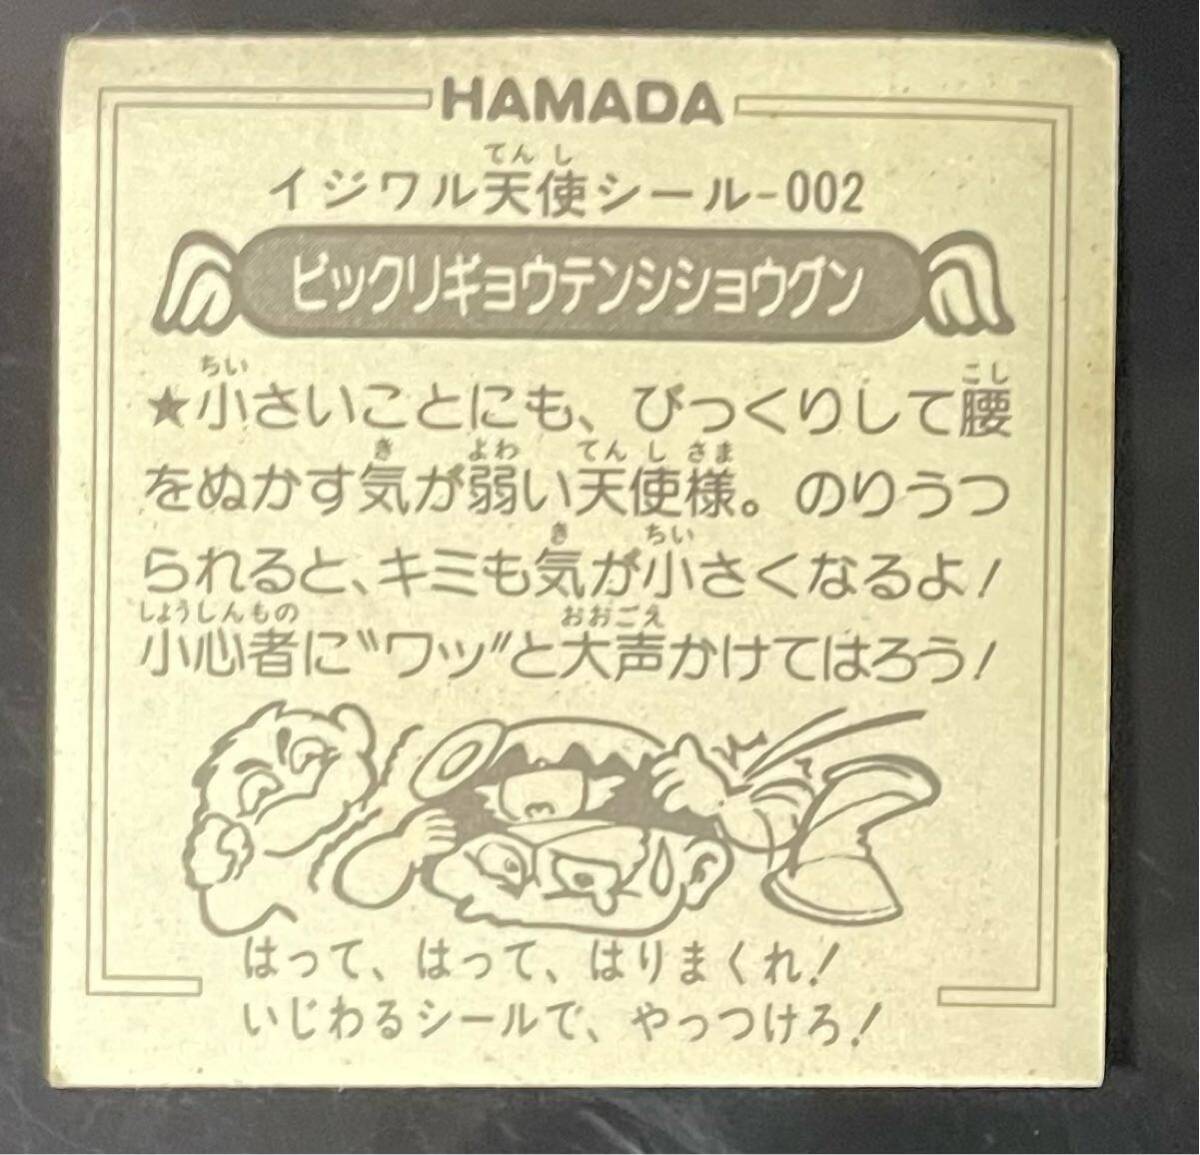 HAMADA
てんし
イジワル天使シール-002
ビックリギョウテンシショウグン
ちい こし
★小さいことにも、びっくりして腰
き よわ てんしさま
をぬかす気が弱い天使様。のりうつ
き ちい
られると、キミも気が小さくなるよ!
しょうしんもの おおごえ
小心者に"ワッ"と大声かけてはろう!
はって、はって、はりまくれ!
いじわるシールで、やっつけろ!